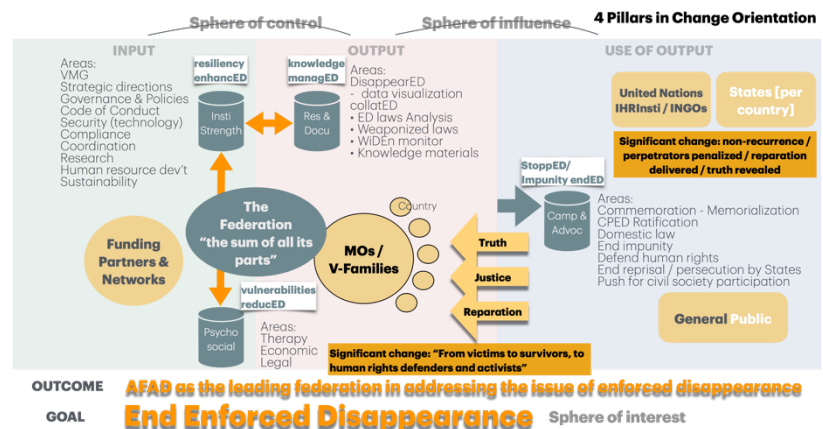 Sphere of control
Sphere of influence
4 Pillars in Change Orientation
INPUT
OUTPUT
USE OF OUTPUT
Areas:
VMG
Strategic directions
Governance & Policies
Code of Conduct
Security (technology)
Compliance
Coordination
Research
Human resource dev't
Sustainability
resiliency
enhancED
Insti
Strength
knowledge
managED
Res &
Docu
Areas:
DisappearED
- data visualization
collatED
• ED laws Analysis
• Weaponized laws
• WiDEn monitor
• Knowledge materials
United Nations
IHRInsti / INGOs
States [per
country]
Significant change: non-recurrence /
perpetrators penalized / reparation
delivered / truth revealed
StoppED/
Impunity endED
Camp &
Advoc
Areas:
Commemoration - Memorialization
CPED Ratification
Domestic law
End impunity
Defend human rights
End reprisal / persecution by States
Push for civil society participation
General Public
Funding
Partners &
Networks
The
Federation
"the sum of all its
parts"
Country
MOs /
V-Families
Truth
Justice
Reparation
vulnerabilities
reducED
Psycho
social
Areas:
Therapy
Economic
Legal
Significant change: "From victims to survivors, to
human rights defenders and activists"
OUTCOME
AFAD as the leading federation in addressing the issue of enforced disappearance
GOAL
End Enforced Disappearance
Sphere of interest